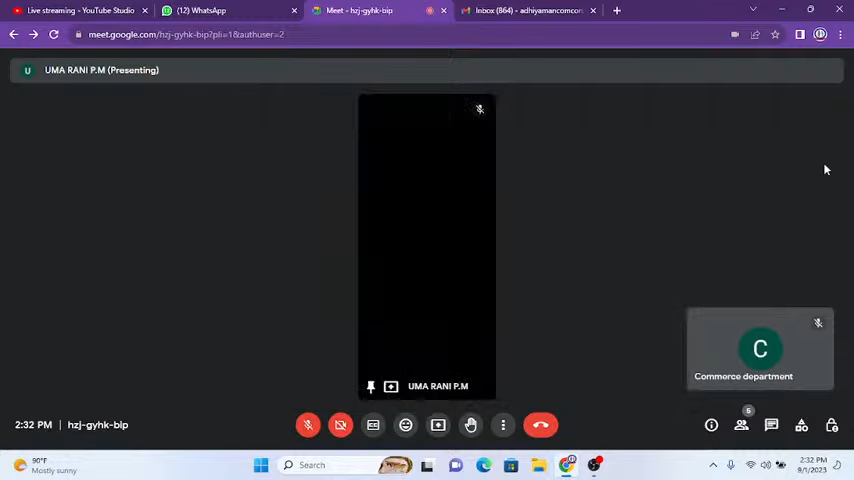 Live streaming - YouTube Studio
(12) WhatsApp
Meet - hzj-gyhk-bip
Inbox (864) - adhiyamancomcor
meet.google.com/hzj-gyhk-bip?pli=1&authuser=2
U
UMA RANI P.M (Presenting)
UMA RANI P.M
C
Commerce department
2:32 PM | hzj-gyhk-bip
6
90°F
Mostly sunny
Search
2:32 PM
9/1/2023